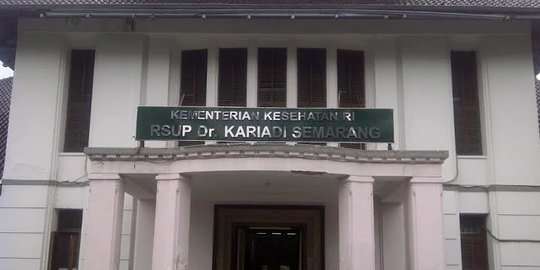 KEMENTERIAN KESEHATAN RI
RSUP Dr. KARIADI SEMARANG